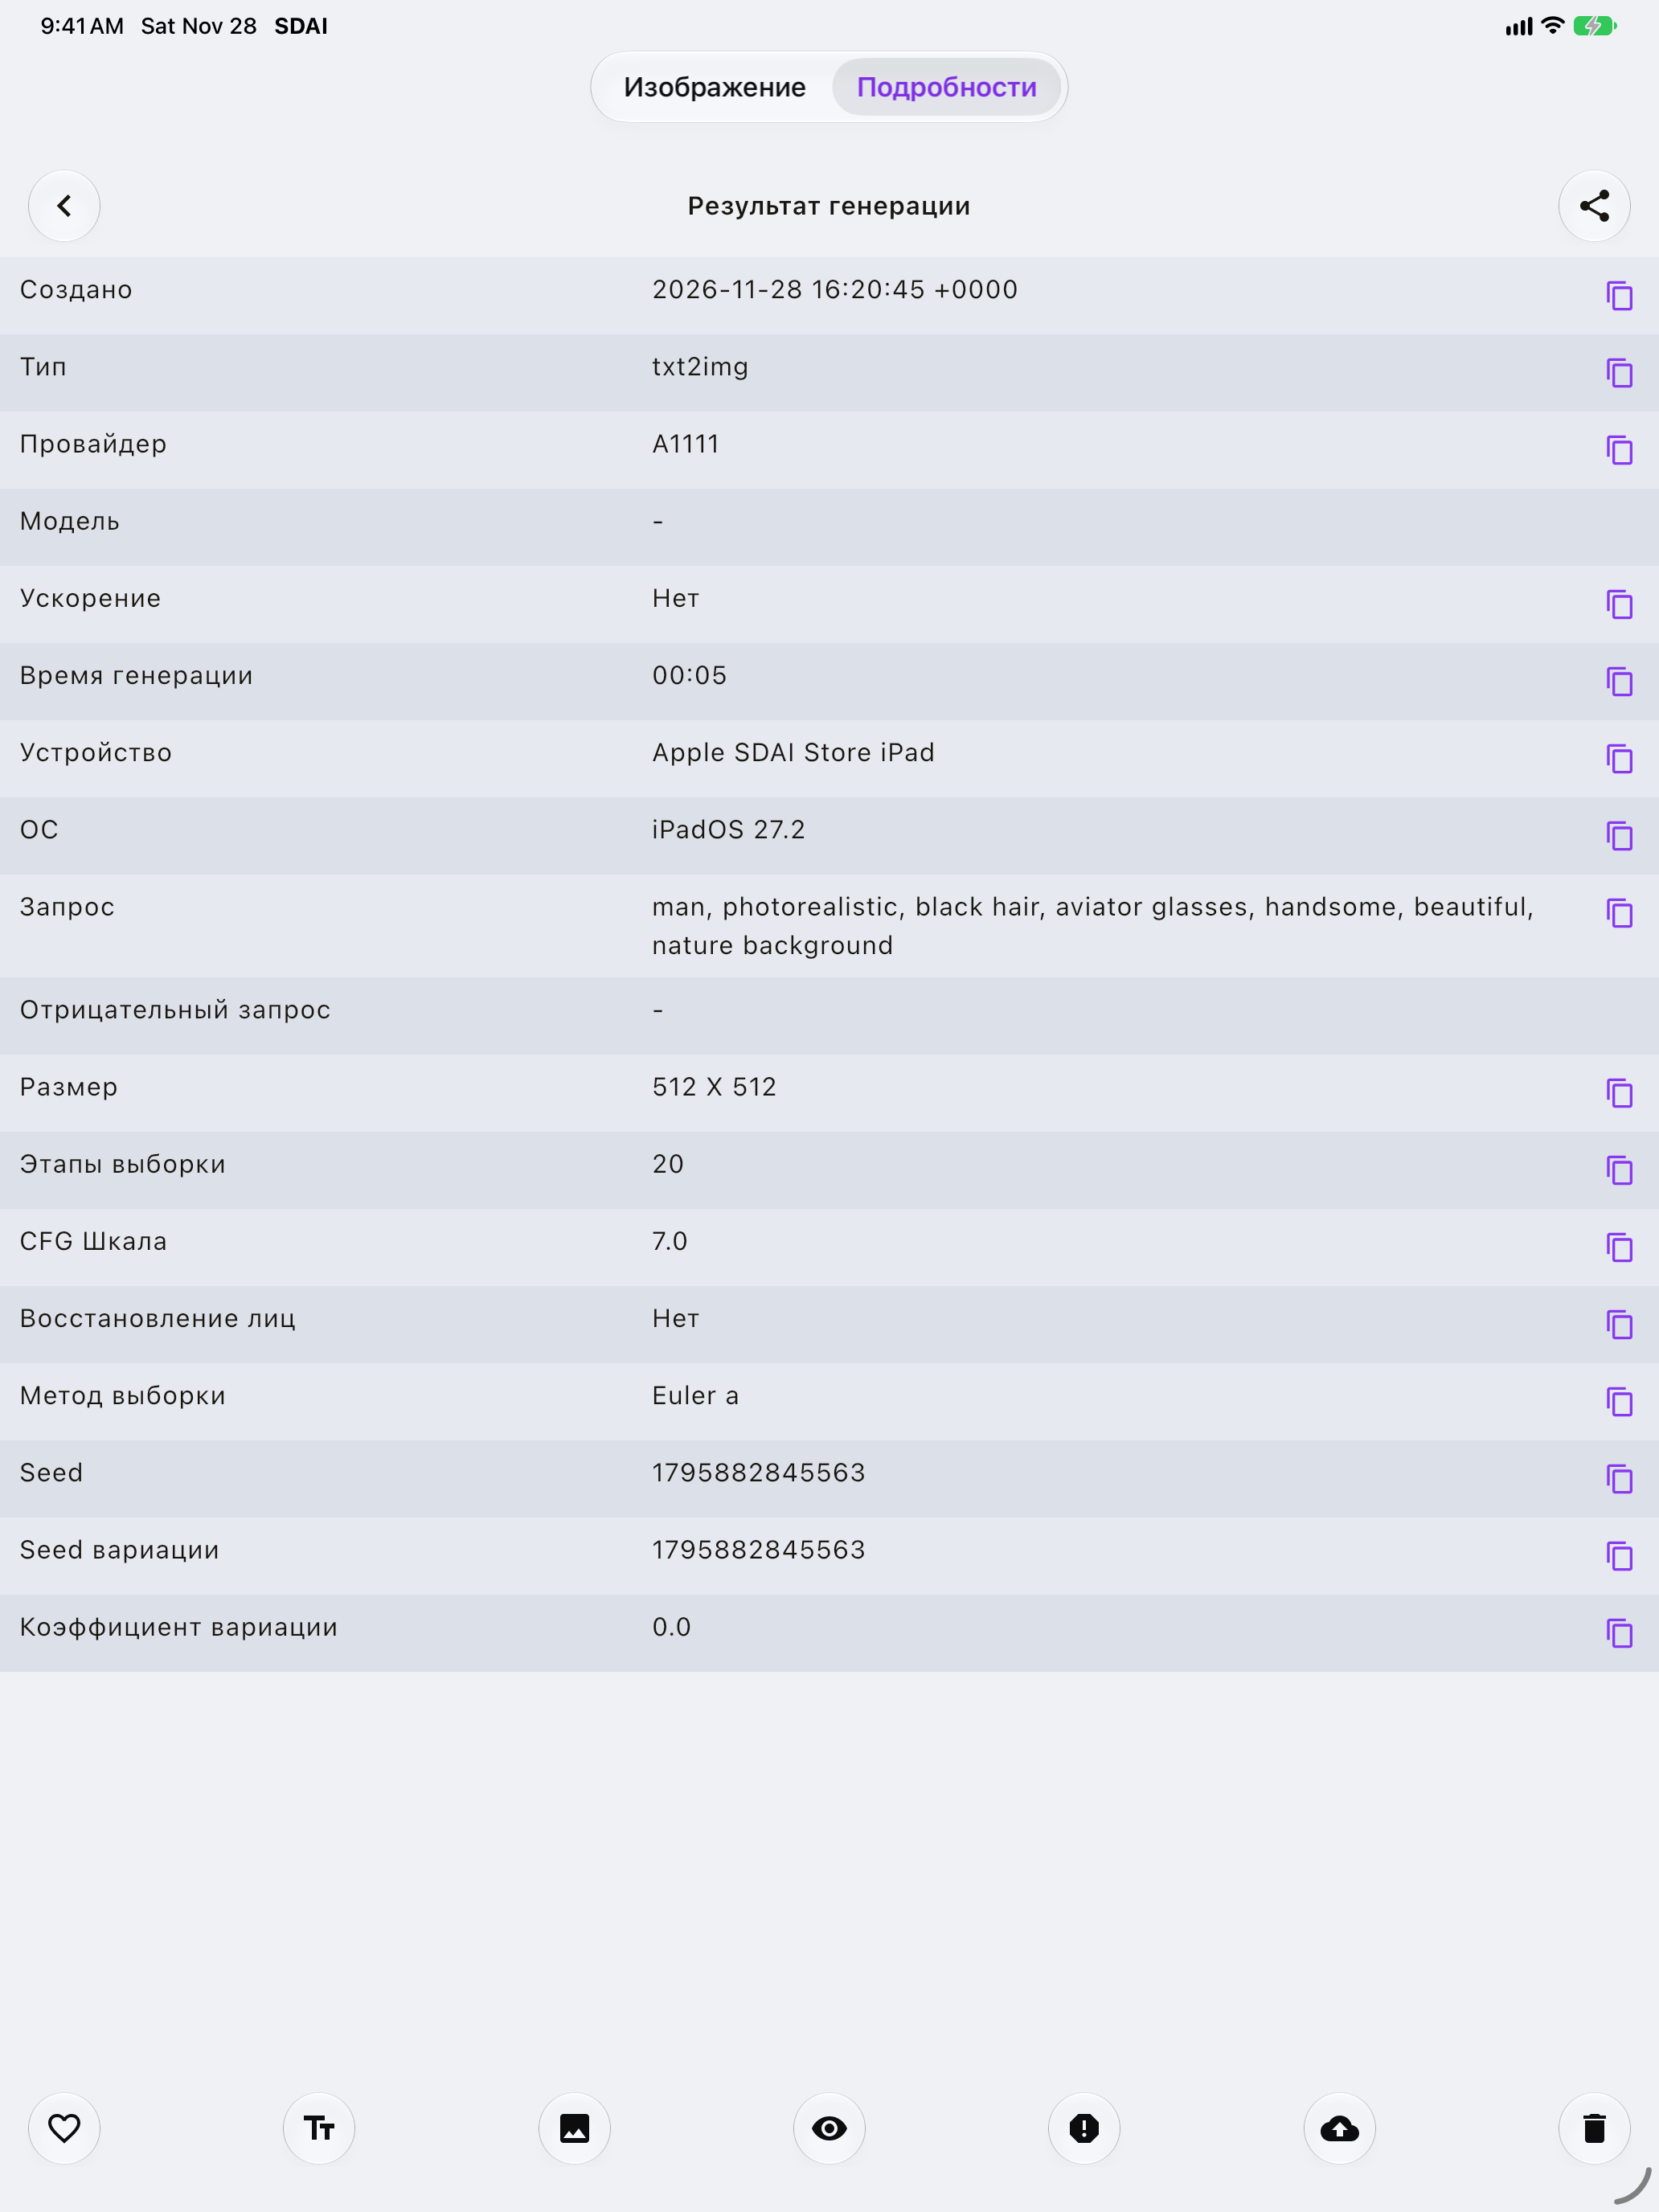 9:41 AM Sat Nov 28 SDAI
Изображение Подробности
Результат генерации
Создано 2026-11-28 16:20:45 +0000
Тип txt2img
Провайдер A1111
Модель -
Ускорение Нет
Время генерации 00:05
Устройство Apple SDAI Store iPad
ОС iPadOS 27.2
Запрос man, photorealistic, black hair, aviator glasses, handsome, beautiful,
nature background
Отрицательный запрос -
Размер 512 X 512
Этапы выборки 20
CFG Шкала 7.0
Восстановление лиц Нет
Метод выборки Euler a
Seed 1795882845563
Seed вариации 1795882845563
Коэффициент вариации 0.0